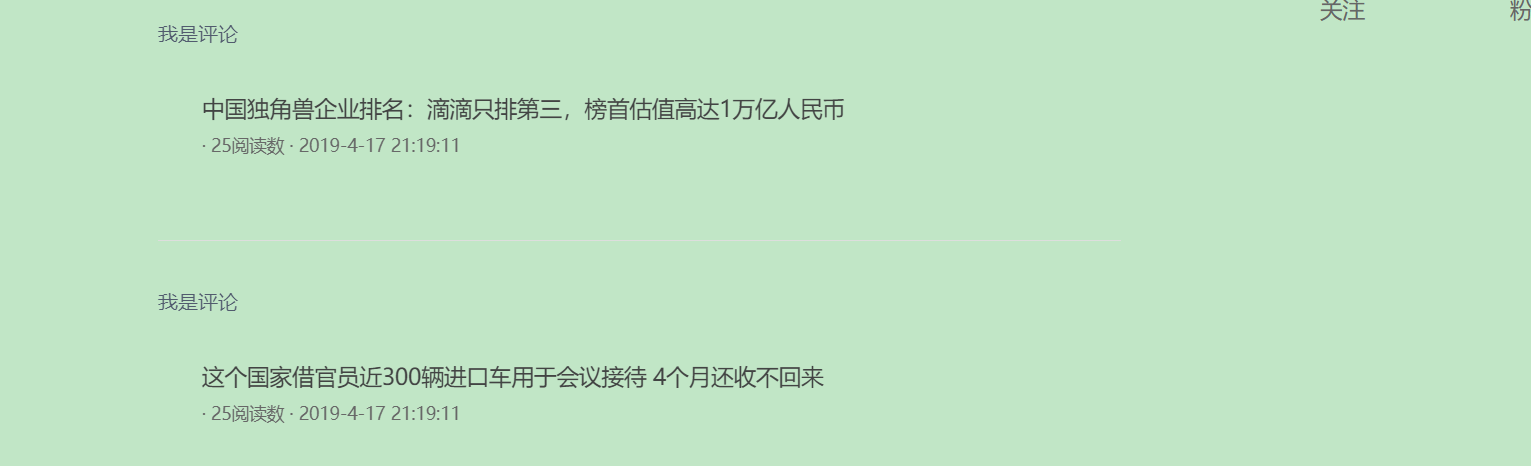 关注
粉
我是评论
中国独角兽企业排名：滴滴只排第三，榜首估值高达1万亿人民币
· 25阅读数 · 2019-4-17 21:19:11
我是评论
这个国家借官员近300辆进口车用于会议接待 4个月还收不回来
· 25阅读数 · 2019-4-17 21:19:11